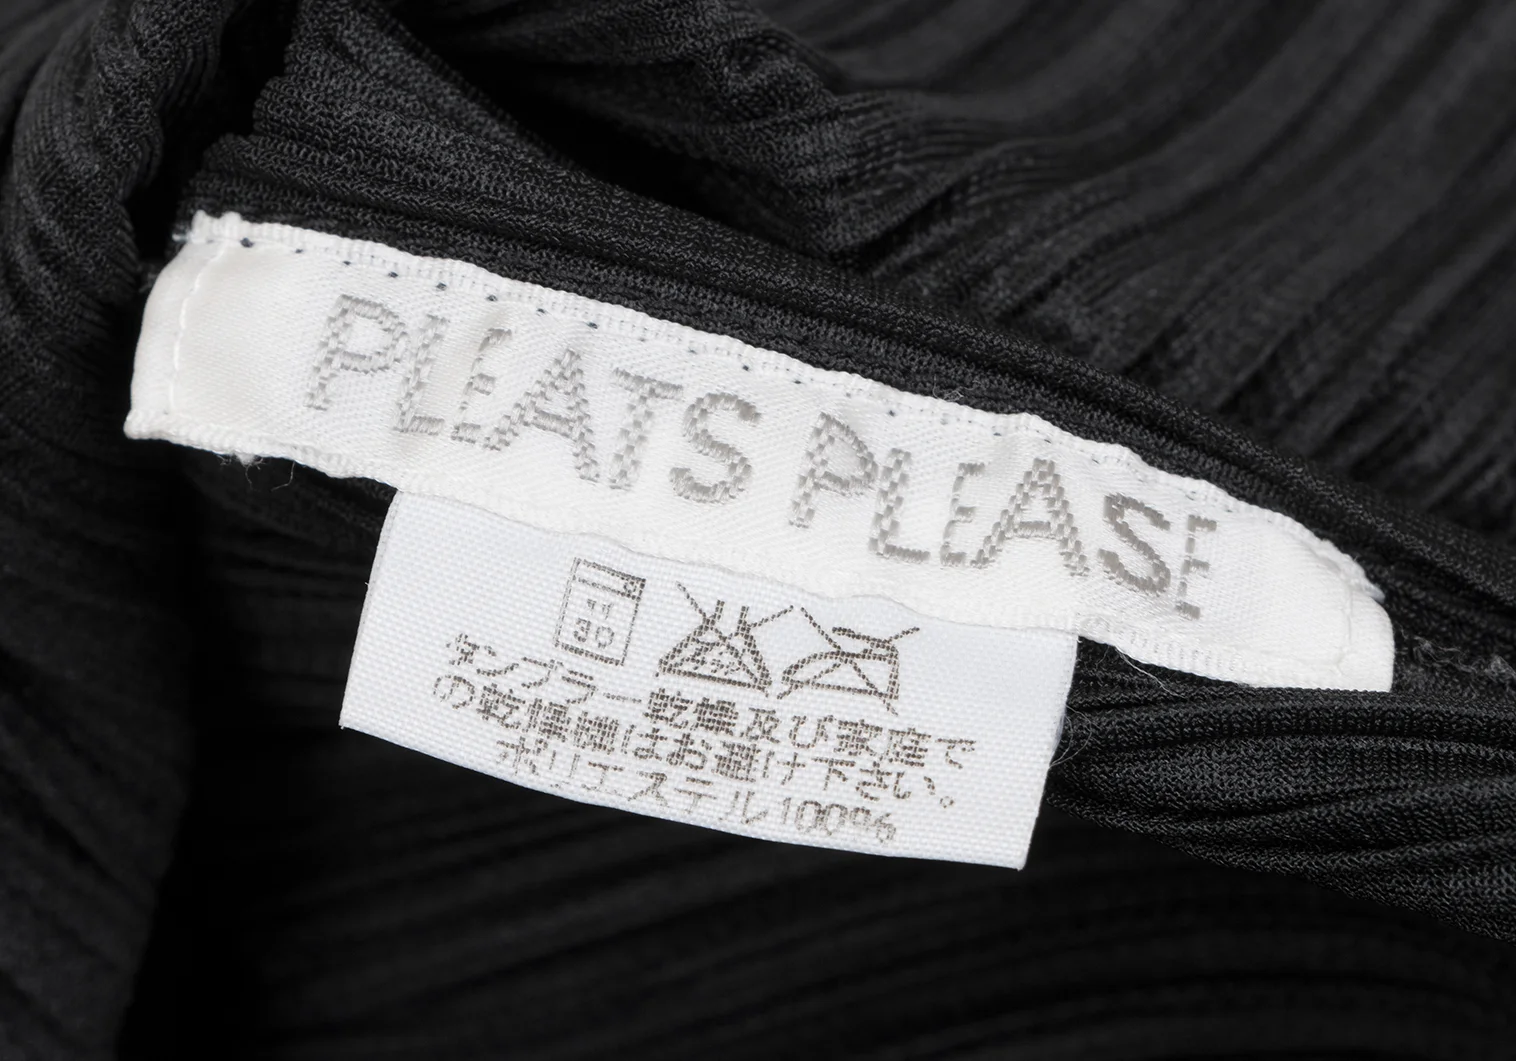 PLEATS PLEASE
30
タンブラー乾燥及び家庭で
の乾燥機はお避け下さい。
ポリエステル100%